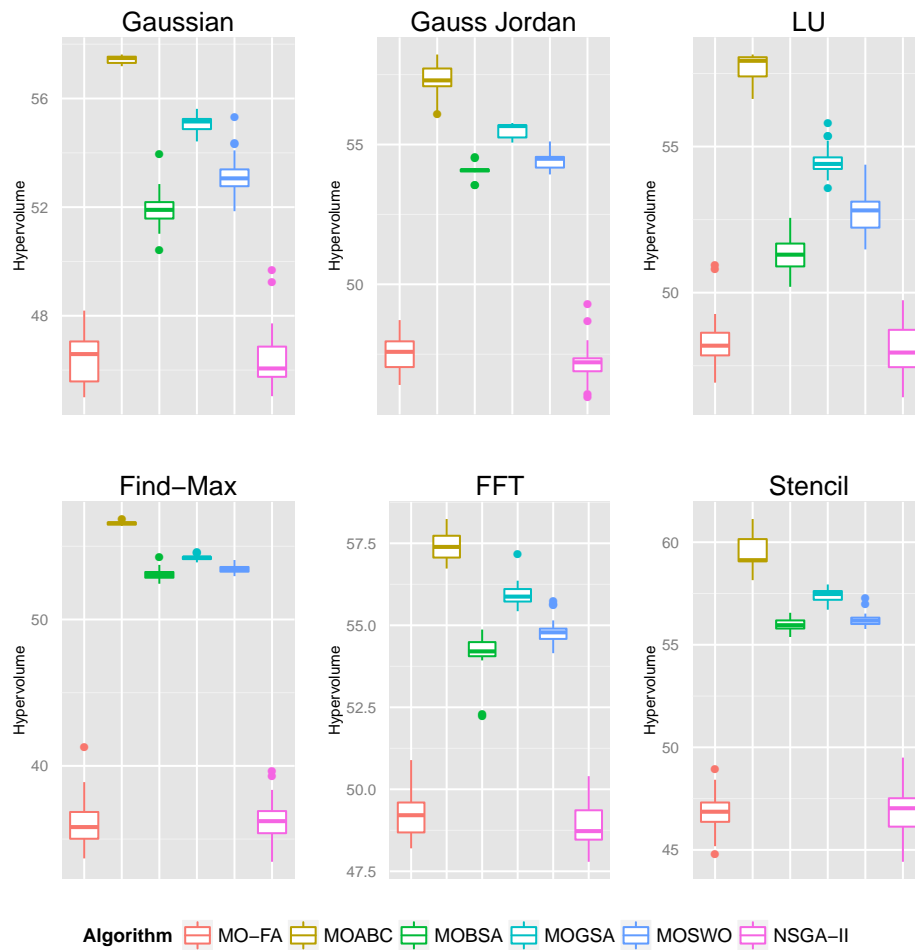 Gaussian
Gauss Jordan
LU
Hypervolume
56
52
48
Hypervolume
55
50
Hypervolume
55
50
Find−Max
FFT
Stencil
Hypervolume
50
40
Hypervolume
57.5
55.0
52.5
50.0
47.5
Hypervolume
60
55
50
45
Algorithm MO−FA MOABC MOBSA MOGSA MOSWO NSGA−II